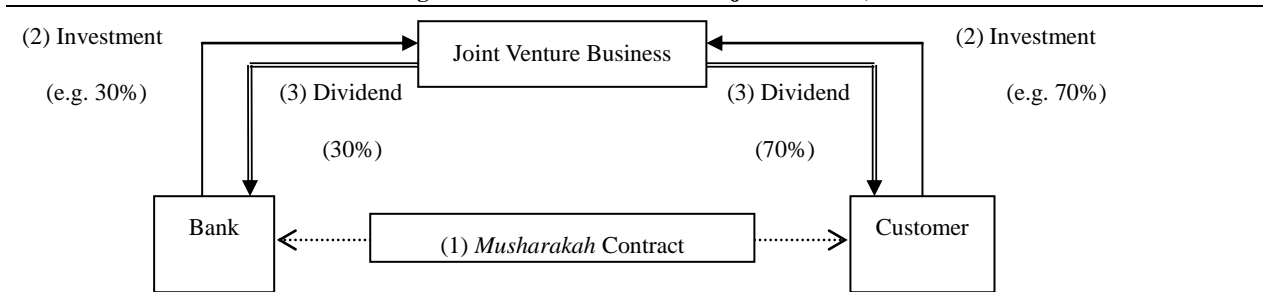 (2) Investment
(e.g. 30%)
Joint Venture Business
(2) Investment
(e.g. 70%)
(3) Dividend
(30%)
(3) Dividend
(70%)
Bank
(1) Musharakah Contract
Customer